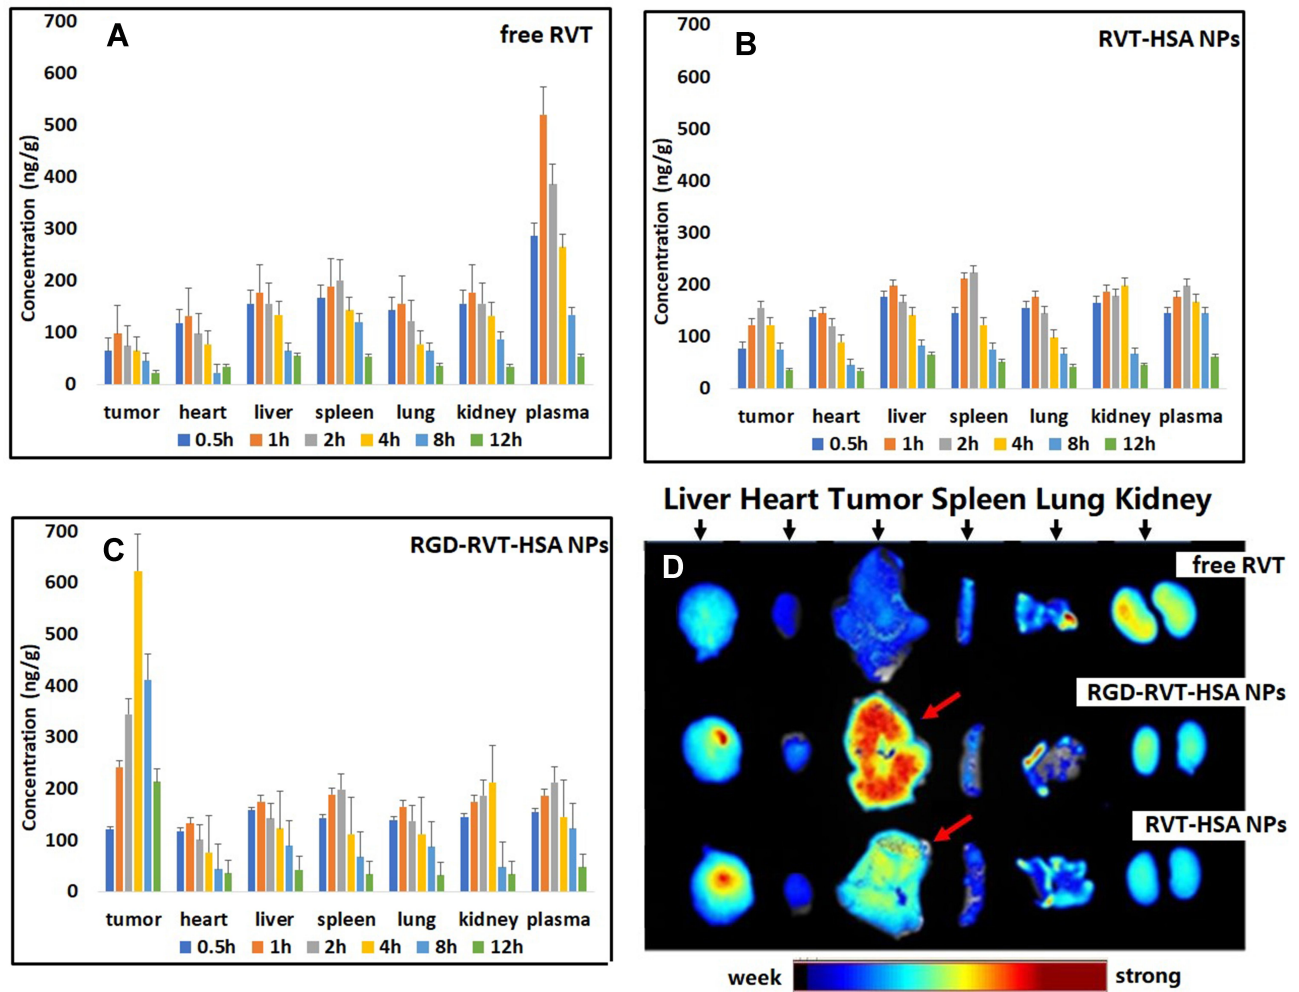 A
free RVT
700
600
500
400
300
200
100
0
Concentration (ng/g)
tumor heart liver spleen lung kidney plasma
0.5h 1h 2h 4h 8h 12h
B
RVT-HSA NPs
700
600
500
400
300
200
100
0
Concentration (ng/g)
tumor heart liver spleen lung kidney plasma
0.5h 1h 2h 4h 8h 12h
C
RGD-RVT-HSA NPs
700
600
500
400
300
200
100
0
Concentration (ng/g)
tumor heart liver spleen lung kidney plasma
0.5h 1h 2h 4h 8h 12h
Liver Heart Tumor Spleen Lung Kidney
D
free RVT
RGD-RVT-HSA NPs
RVT-HSA NPs
week strong